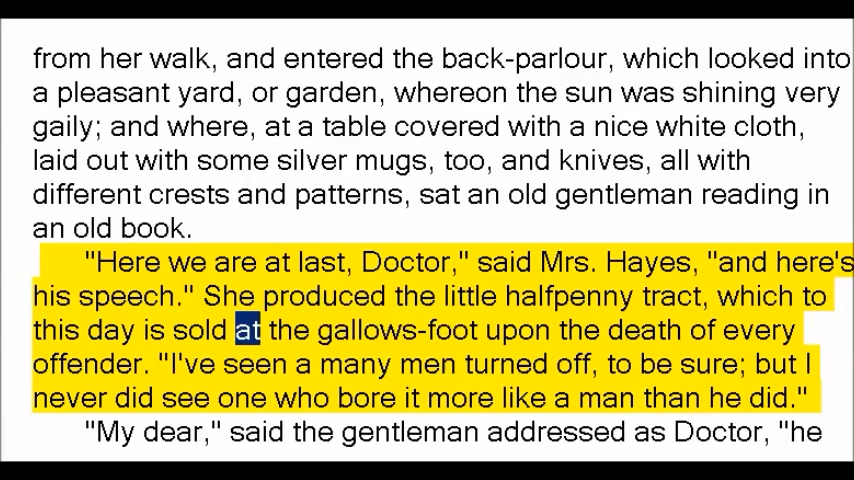 from her walk, and entered the back-parlour, which looked into
a pleasant yard, or garden, whereon the sun was shining very
gaily; and where, at a table covered with a nice white cloth,
laid out with some silver mugs, too, and knives, all with
different crests and patterns, sat an old gentleman reading in
an old book.
"Here we are at last, Doctor," said Mrs. Hayes, "and here's
his speech." She produced the little halfpenny tract, which to
this day is sold at the gallows-foot upon the death of every
offender. "I've seen a many men turned off, to be sure; but I
never did see one who bore it more like a man than he did."
"My dear," said the gentleman addressed as Doctor, "he